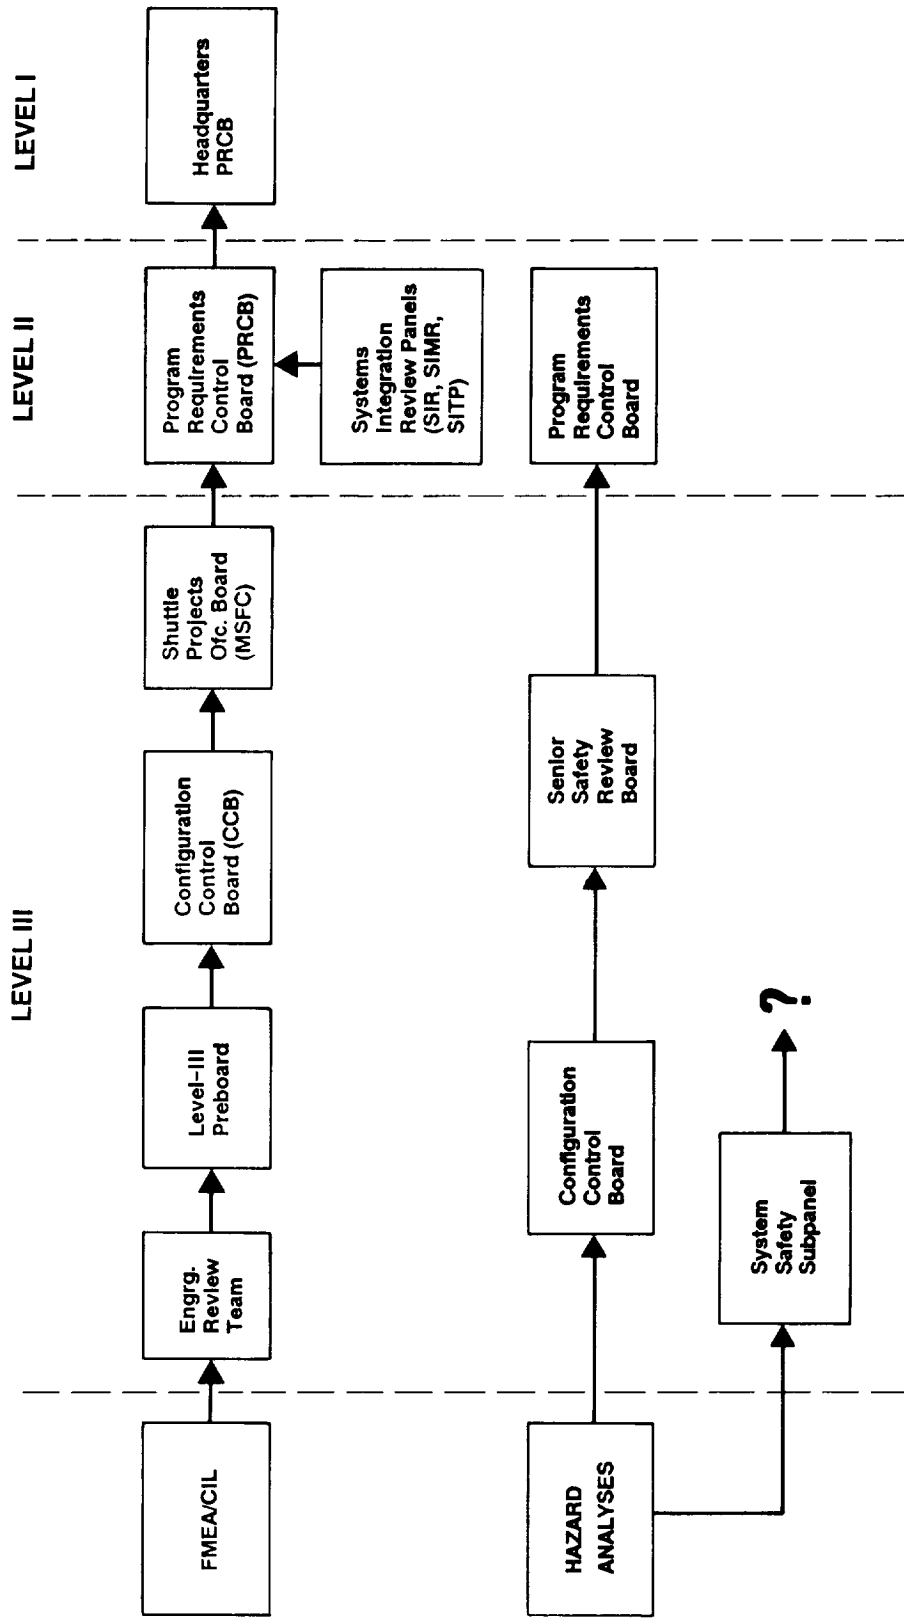 LEVEL III
LEVEL II
LEVEL I
FMEA/CIL
Engrg.
Review
Team
Level-III
Preboard
Configuration
Control
Board (CCB)
Shuttle
Projects
Ofc. Board
(MSFC)
Program
Requirements
Control
Board (PRCB)
Headquarters
PRCB
Systems
Integration
Review Panels
(SIR, SIMR,
SITP)
HAZARD
ANALYSES
Configuration
Control
Board
Senior
Safety
Review
Board
Program
Requirements
Control
Board
System
Safety
Subpanel
?